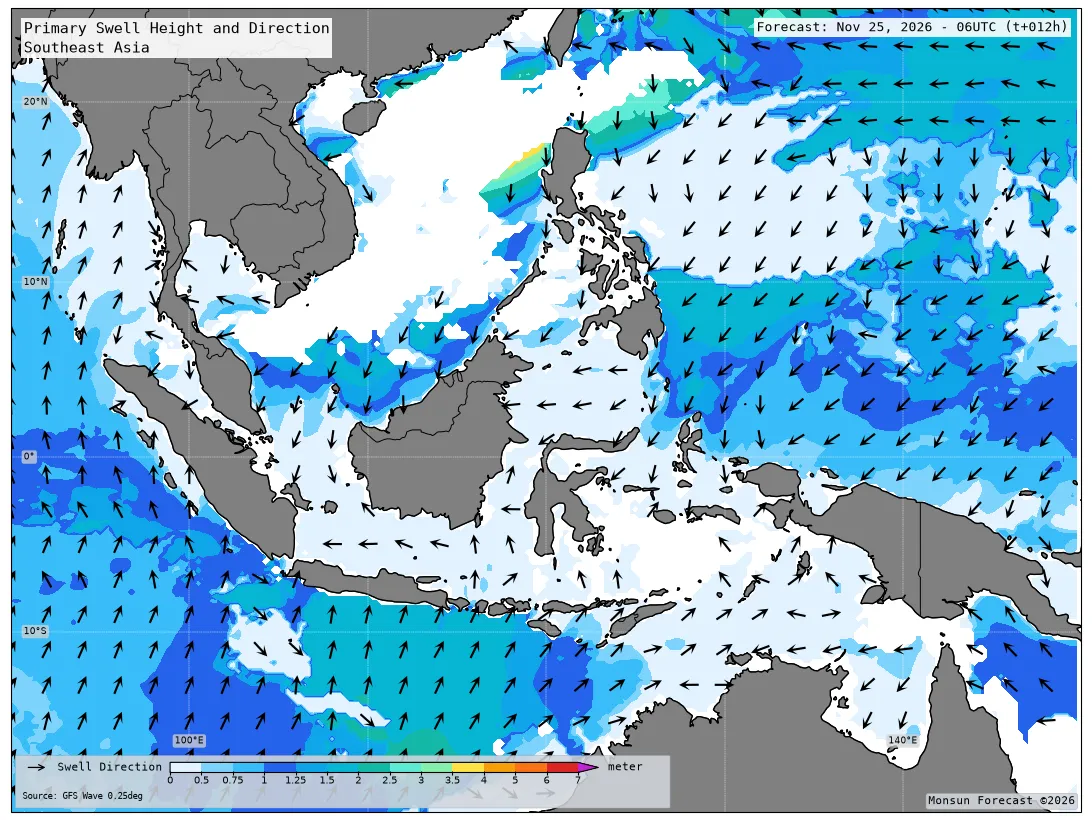 Primary Swell Height and Direction
Southeast Asia
Forecast: Nov 25, 2026 - 06UTC (t+012h)
20°N
10°N
0°
10°S
100°E
140°E
Swell Direction
meter
0 0.5 0.75 1 1.25 1.5 2 2.5 3 3.5 4 5 6 7
Source: GFS Wave 0.25deg
Monsun Forecast ©2026